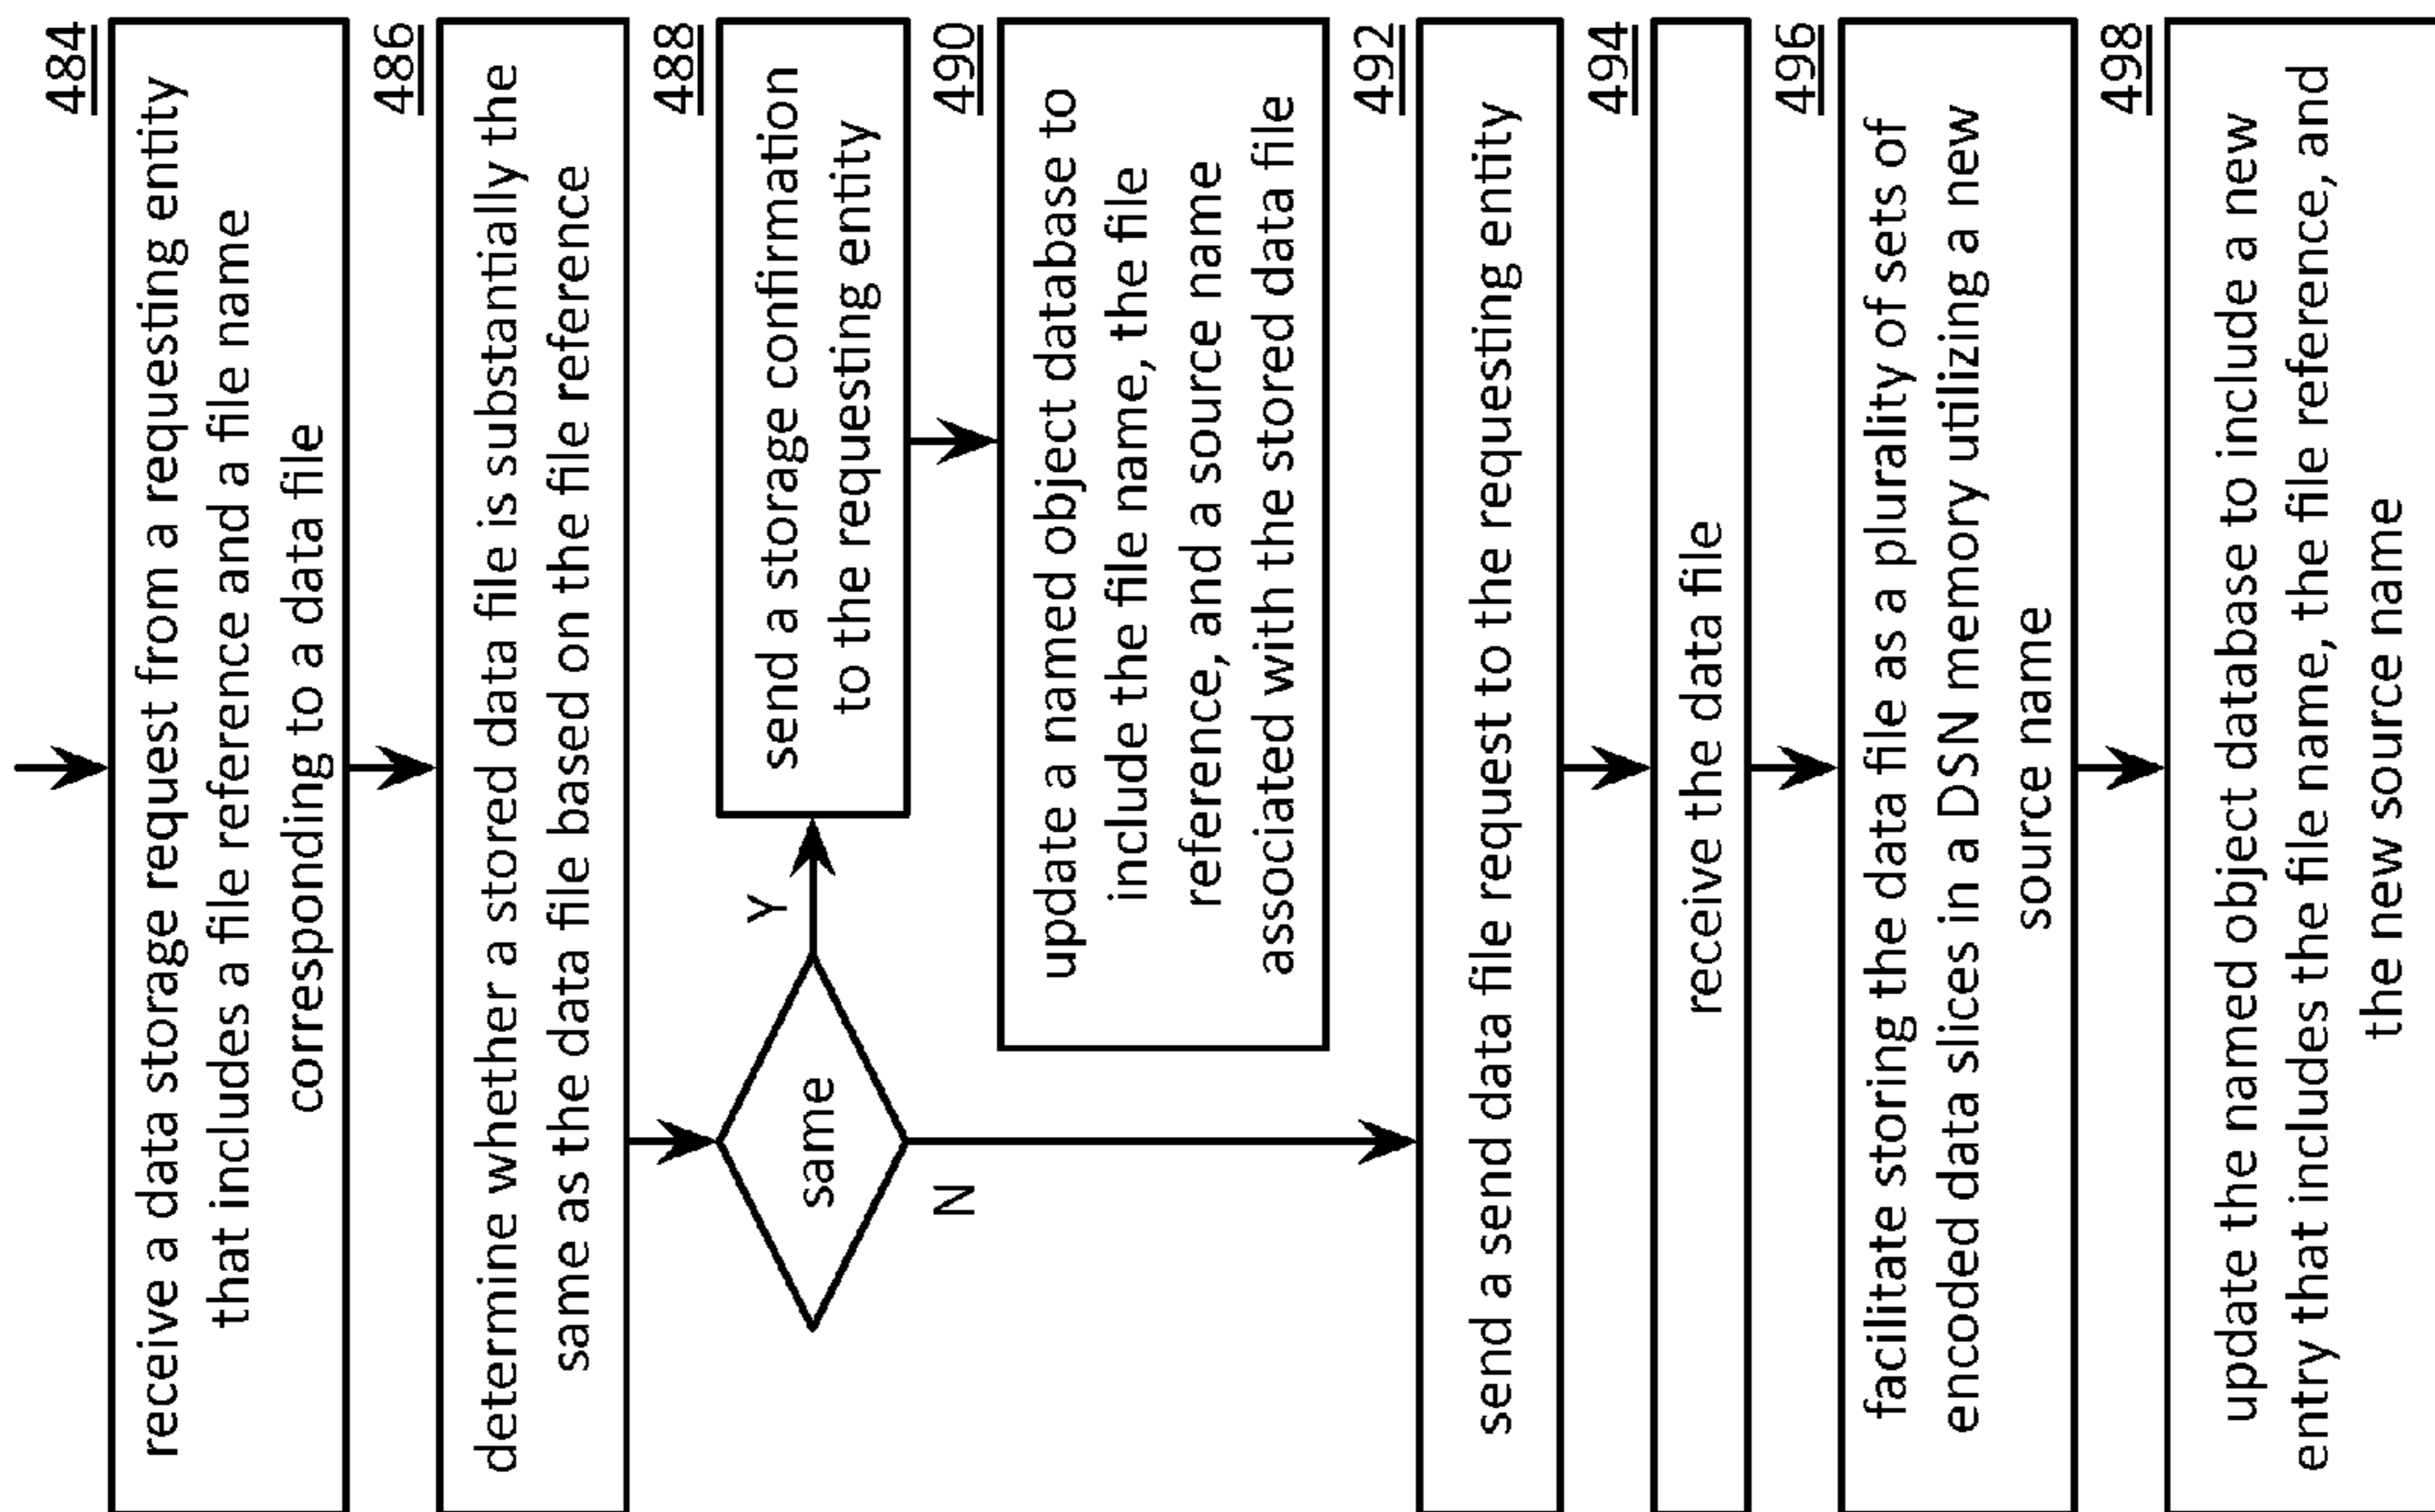 484
receive a data storage request from a requesting entity
that includes a file reference and a file name
corresponding to a data file
486
determine whether a stored data file is substantially the
same as the data file based on the file reference
same
Y
N
488
send a storage confirmation
to the requesting entity
490
update a named object database to
include the file name, the file
reference, and a source name
associated with the stored data file
492
send a send data file request to the requesting entity
494
receive the data file
496
facilitate storing the data file as a plurality of sets of
encoded data slices in a DSN memory utilizing a new
source name
498
update the named object database to include a new
entry that includes the file name, the file reference, and
the new source name